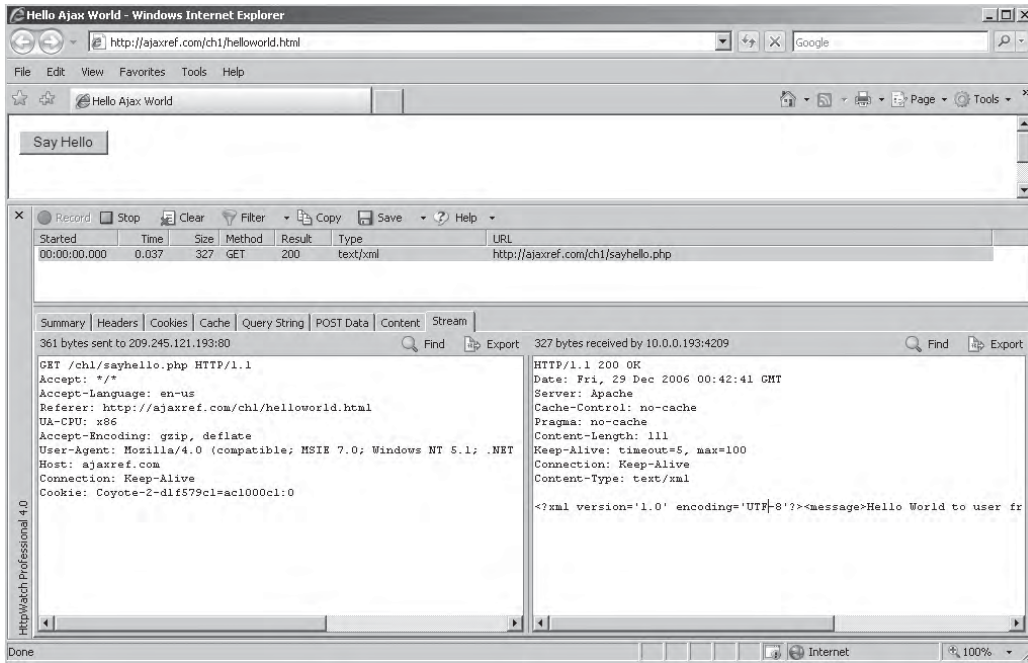 Hello Ajax World - Windows Internet Explorer
http://ajaxref.com/ch1/helloworld.html
Google
File Edit View Favorites Tools Help
Hello Ajax World
Page Tools
Say Hello
Record Stop Clear Filter Copy Save Help
Started Time Size Method Result Type URL
00:00:00.000 0.037 327 GET 200 text/xml http://ajaxref.com/ch1/sayhello.php
Summary Headers Cookies Cache Query String POST Data Content Stream
361 bytes sent to 209.245.121.193:80 Find Export
GET /ch1/sayhello.php HTTP/1.1
Accept: */*
Accept-Language: en-us
Referer: http://ajaxref.com/ch1/helloworld.html
UA-CPU: x86
Accept-Encoding: gzip, deflate
User-Agent: Mozilla/4.0 (compatible; MSIE 7.0; Windows NT 5.1; .NET
Host: ajaxref.com
Connection: Keep-Alive
Cookie: Coyote-2-d1f579c1=ac1000c1:0
327 bytes received by 10.0.0.193:4209 Find Export
HTTP/1.1 200 OK
Date: Fri, 29 Dec 2006 00:42:41 GMT
Server: Apache
Cache-Control: no-cache
Pragma: no-cache
Content-Length: 111
Keep-Alive: timeout=5, max=100
Connection: Keep-Alive
Content-Type: text/xml
<?xml version='1.0' encoding='UTF-8'?><message>Hello World to user fr
HttpWatch Professional 4.0
Done
Internet
100%